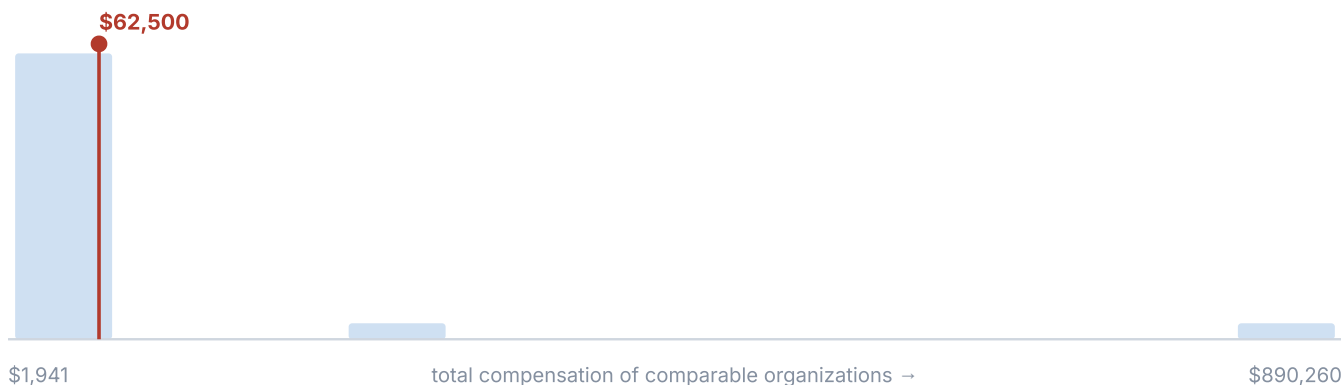 $62,500
$1,941 total compensation of comparable organizations → $890,260